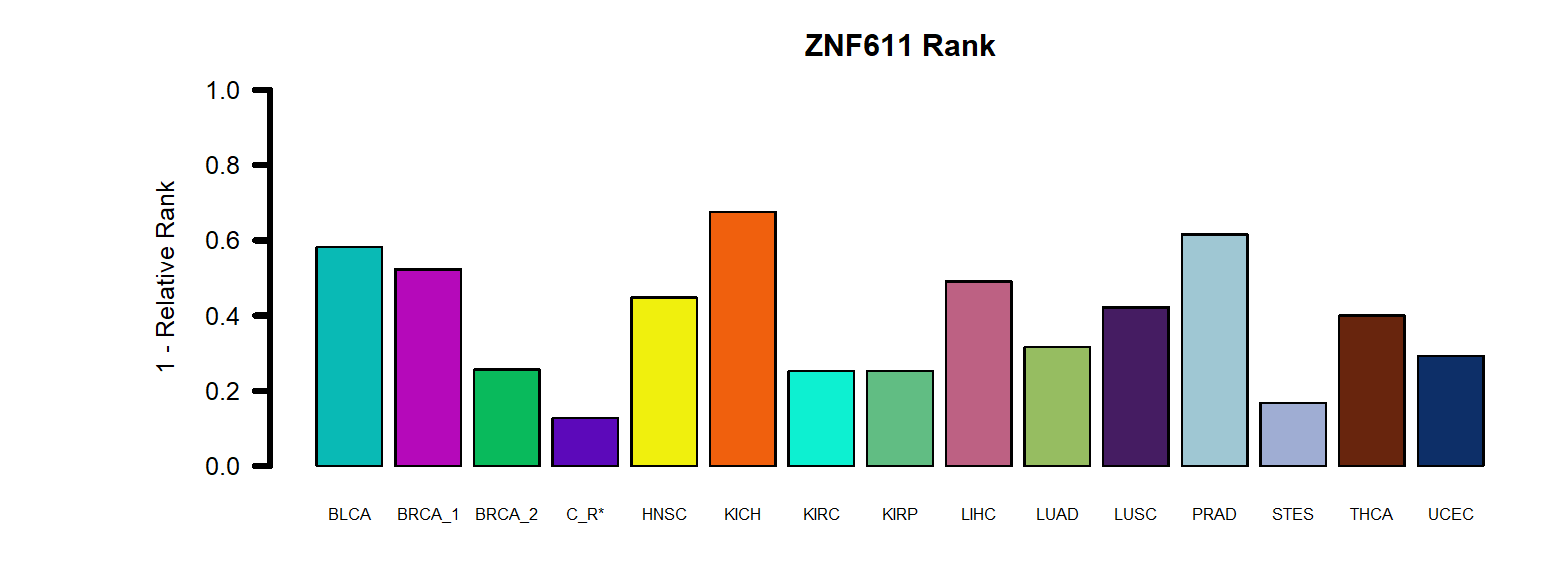 ZNF611 Rank
1.0
0.8
0.6
0.4
0.2
0.0
1 - Relative Rank
BLCA BRCA_1 BRCA_2 C_R* HNSC KICH KIRC KIRP LIHC LUAD LUSC PRAD STES THCA UCEC